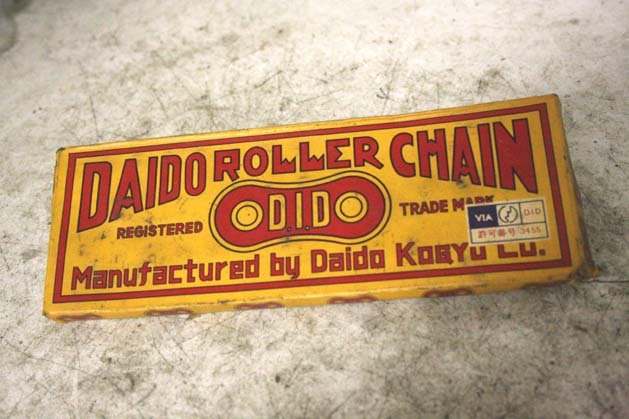 DAIDO ROLLER CHAIN
D.I.D
REGISTERED TRADE MARK
VIA D.I.D
許可番号 3455
Manufactured by Daido Kogyo Co.